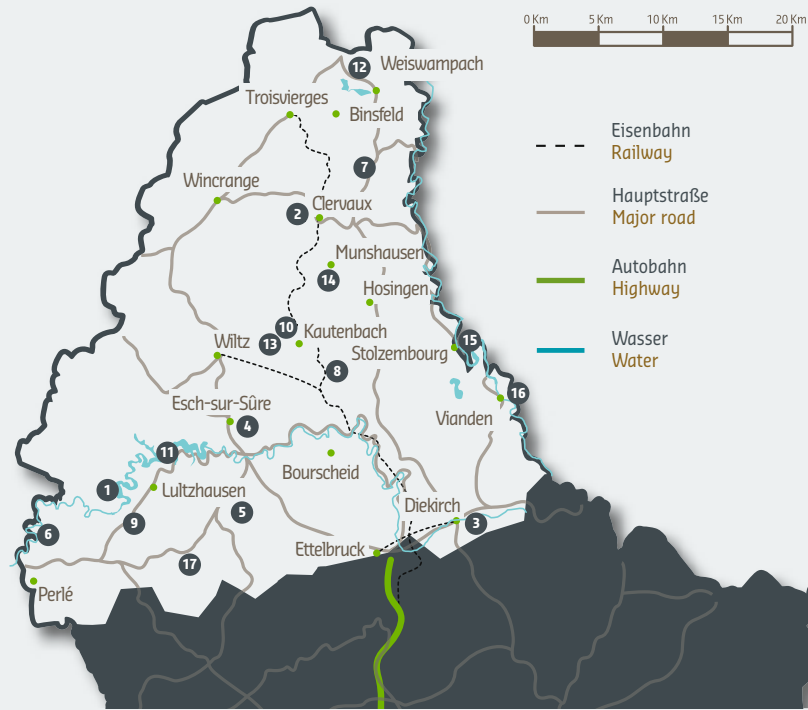 0 Km 5 Km 10 Km 15 Km 20 Km
12 Weiswampach
Troisvierges
Binsfeld
7
Wincrange
2 Clervaux
Munshausen
14
Hosingen
10
13 Kautenbach
15
Wiltz
Stolzembourg
8
16
Esch-sur-Sûre
4
Vianden
11
Bourscheid
1
Lultzhausen
Diekirch
9
5
3
6
Ettelbruck
17
Perlé
Eisenbahn
Railway
Hauptstraße
Major road
Autobahn
Highway
Wasser
Water